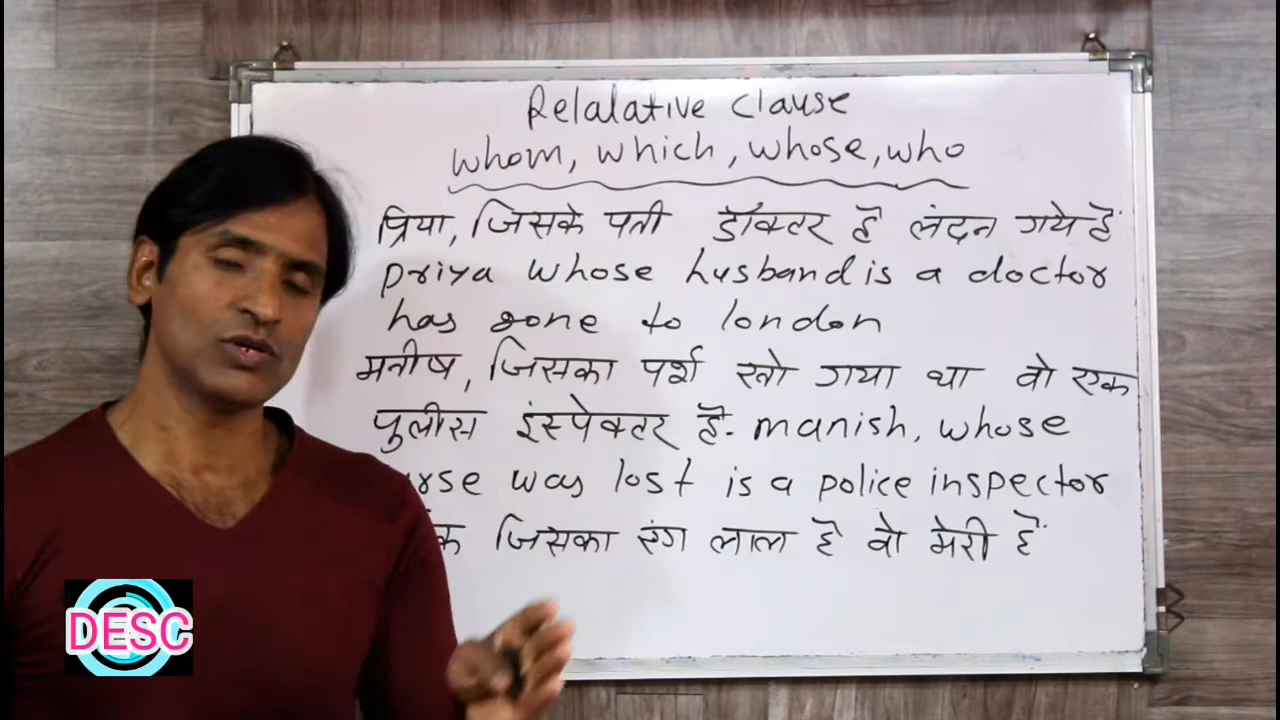 Relalative clause
whom, which, whose, who
प्रिया, जिसके पती डॉक्टर है लंदन गये हैं
priya whose husband is a doctor
has gone to london
मनीष, जिसका पर्श खो गया था वो एक
पुलीस इंस्पेक्टर है. manish, whose
was lost is a police inspector
जिसका रंग लाल है वो मेरी हैं
DESC